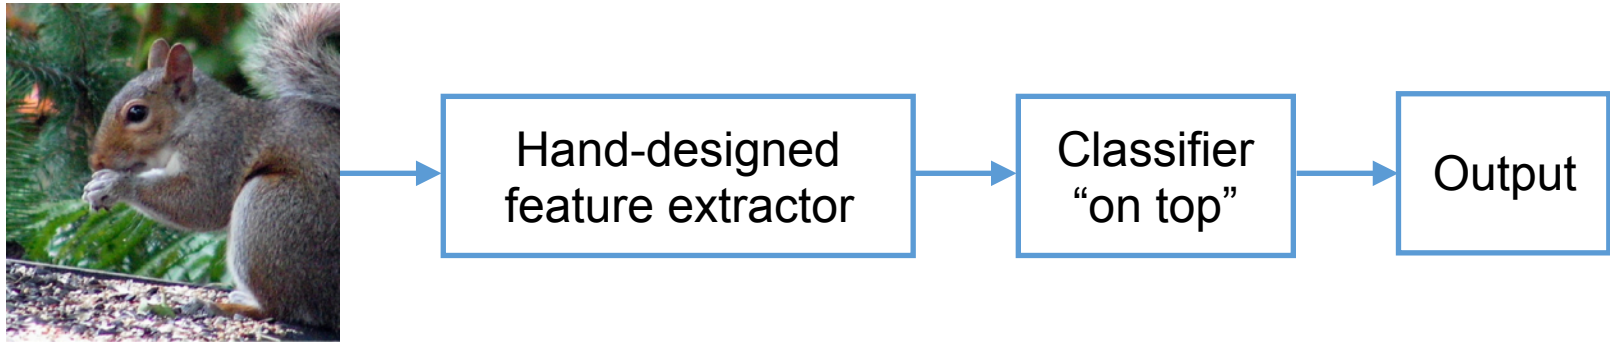 Hand-designed
feature extractor
Classifier
“on top”
Output